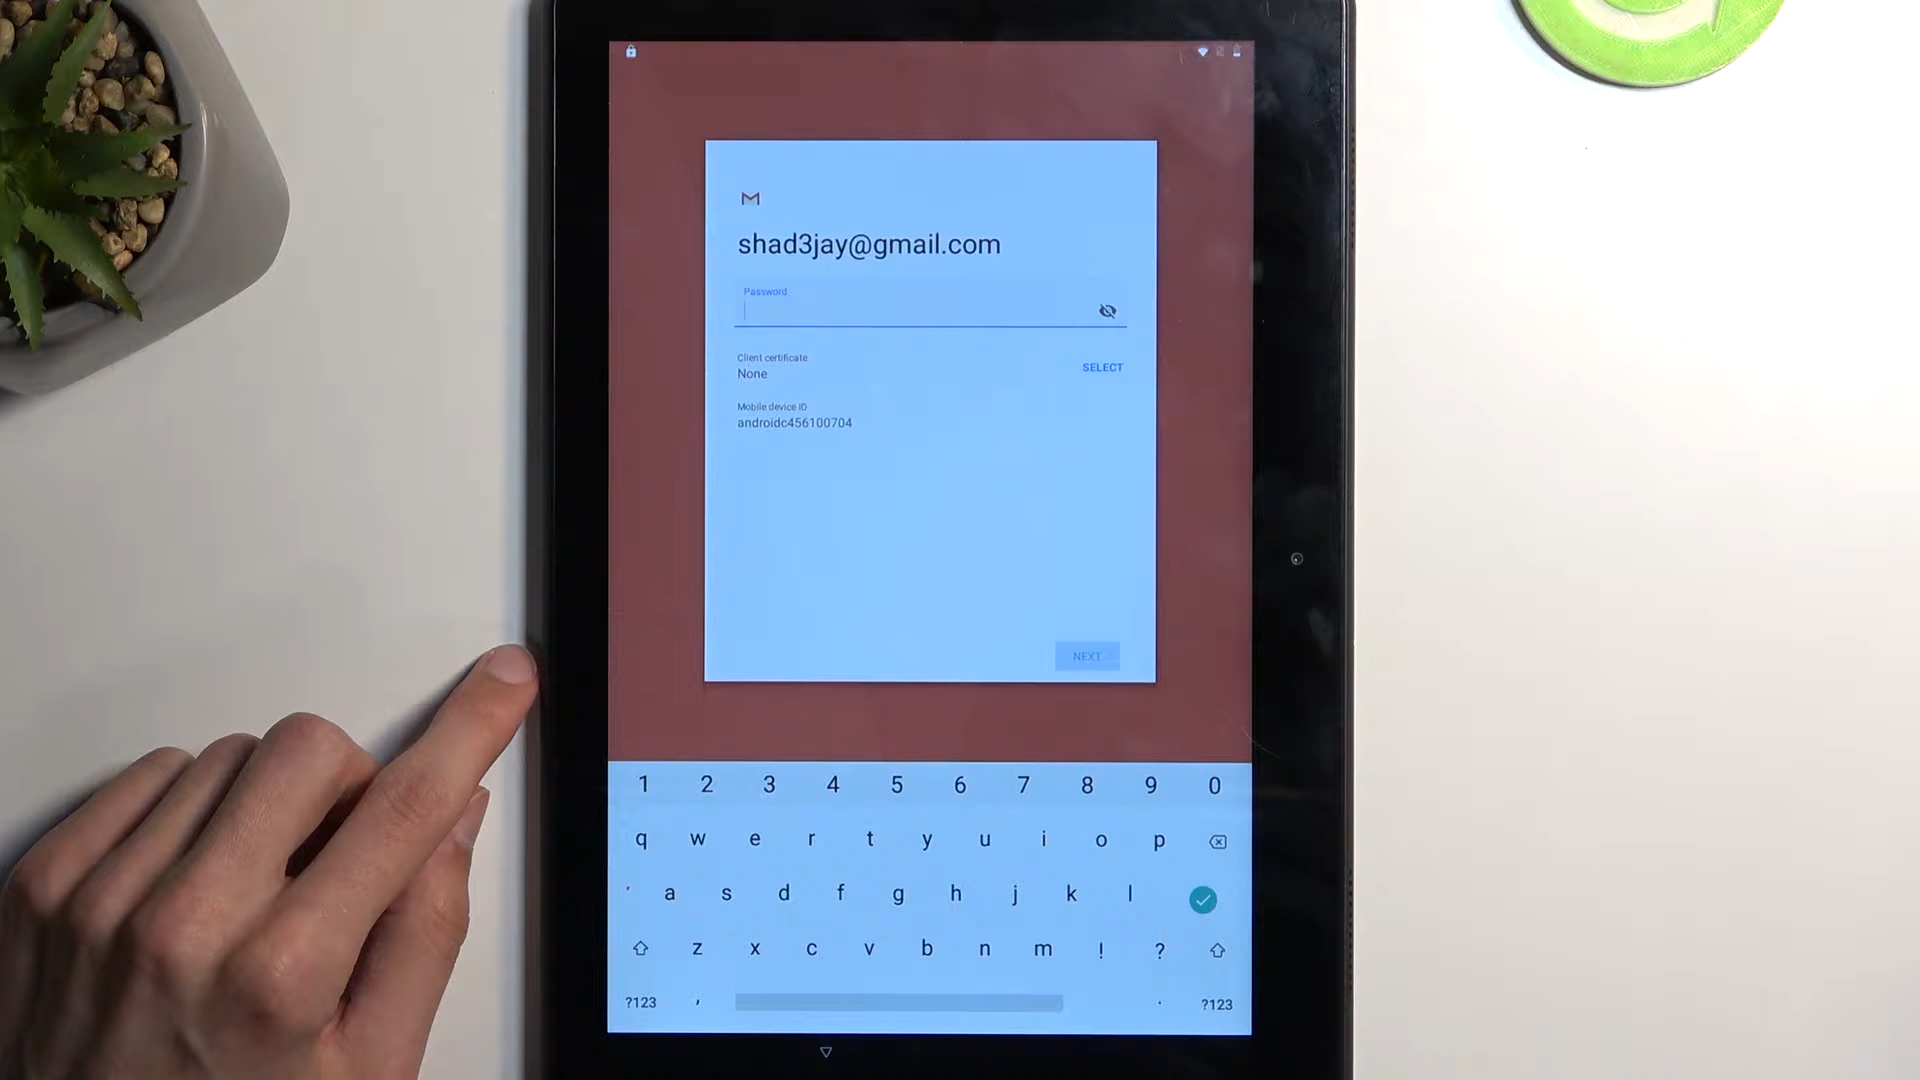 shad3jay@gmail.com
Password
Client certificate
None
SELECT
Mobile device ID
androidc456100704
NEXT
1 2 3 4 5 6 7 8 9 0
q w e r t y u i o p
a s d f g h j k l
z x c v b n m ! ?
?123 , . ?123